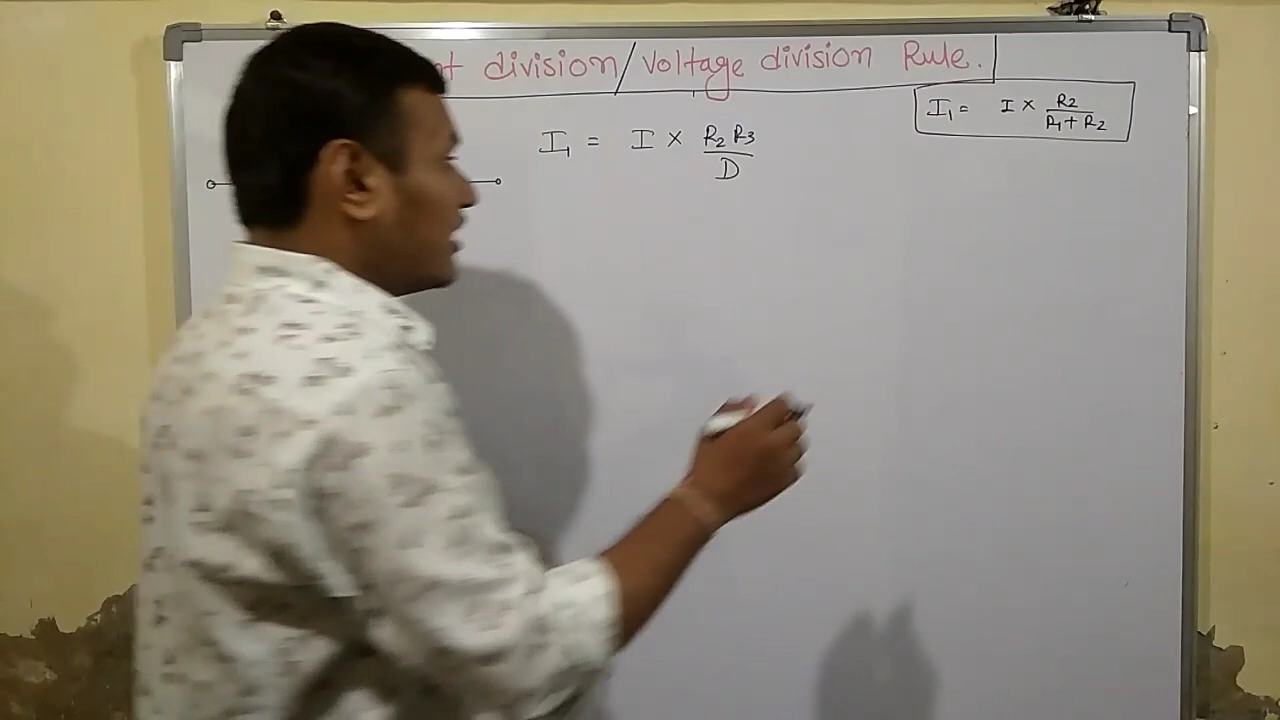 division/Voltage division Rule.
I₁ = I × R₂/R₁+R₂
I₁ = I × R₂R₃/D